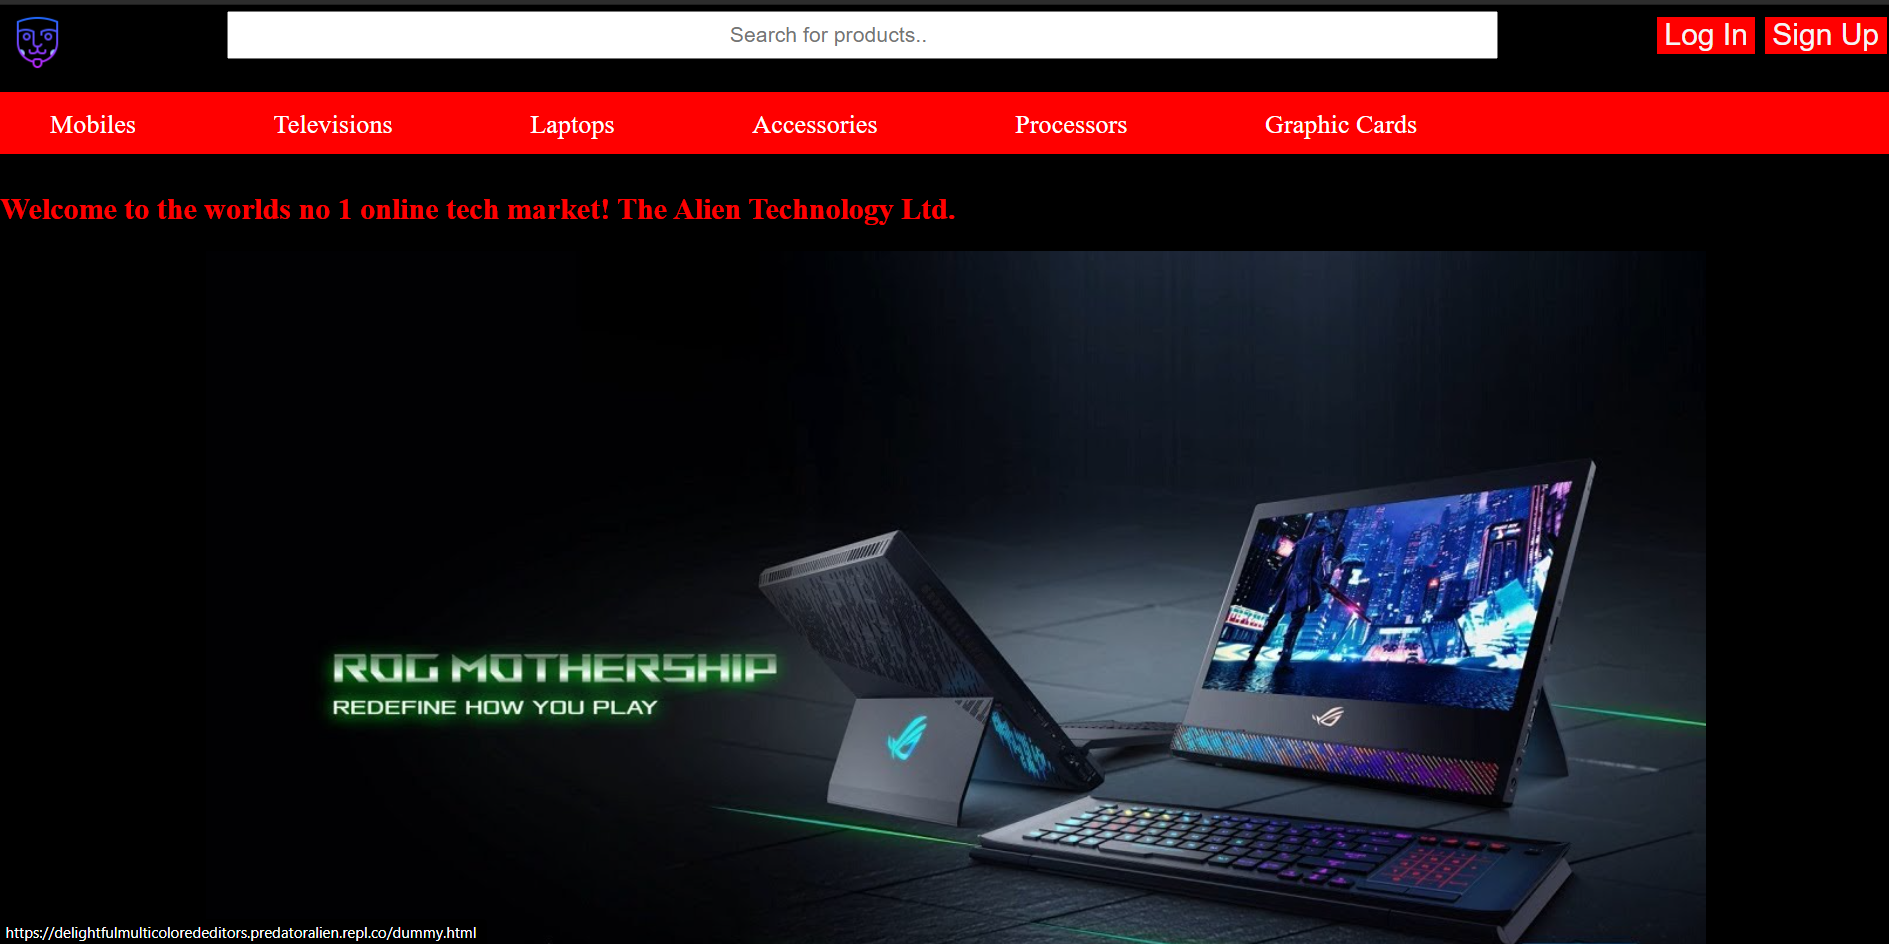 Search for products..
Log In Sign Up
Mobiles Televisions Laptops Accessories Processors Graphic Cards
Welcome to the worlds no 1 online tech market! The Alien Technology Ltd.
ROG MOTHERSHIP
REDEFINE HOW YOU PLAY
https://delightfulmulticolorededitors.predatoralien.repl.co/dummy.html